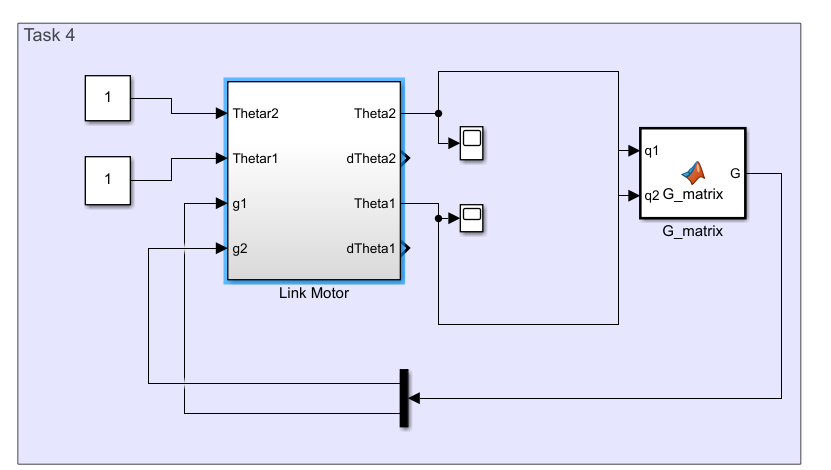 Task 4
1
Thetar2
Theta2
dTheta2
1
Thetar1
g1
Theta1
g2
dTheta1
Link Motor
q1
q2
G
G_matrix
G_matrix